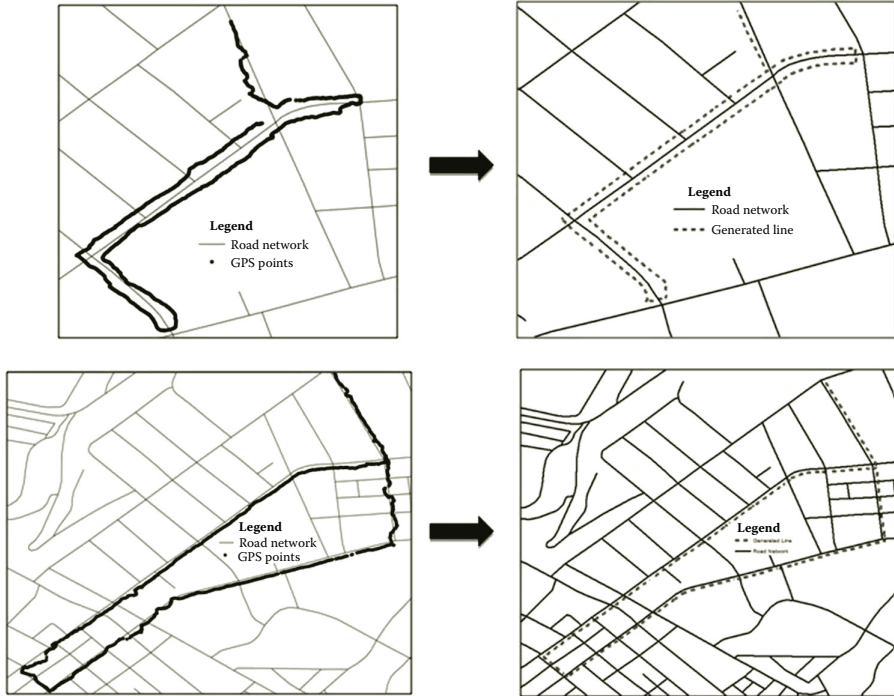 Legend
Road network
GPS points
Legend
Road network
Generated line
Legend
Road network
GPS points
Legend
Generated Line
Road Network